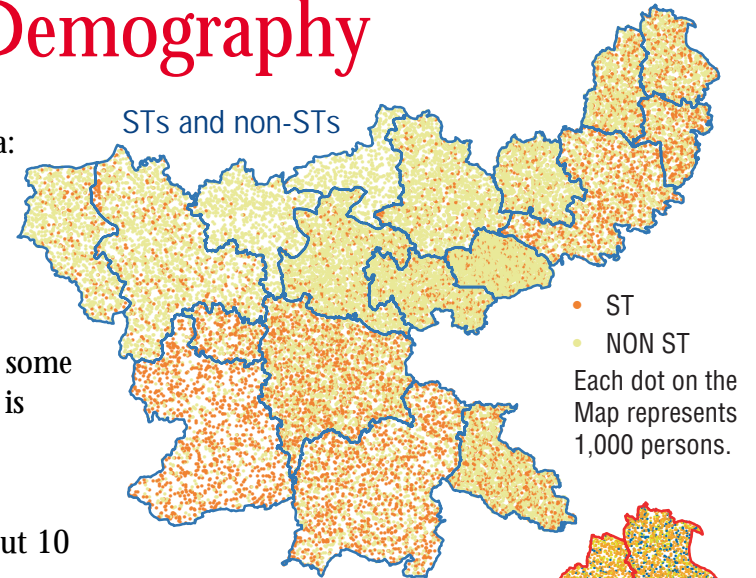 Demography
STs and non-STs
a:
some
is
ut 10
ST
NON ST
Each dot on the
Map represents
1,000 persons.